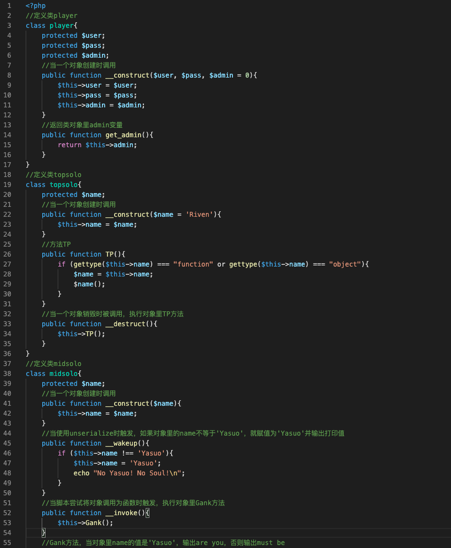 1 <?php
2 //定义类player
3 class player{
4 protected $user;
5 protected $pass;
6 protected $admin;
7 //当一个对象创建时调用
8 public function __construct($user, $pass, $admin = 0){
9 $this->user = $user;
10 $this->pass = $pass;
11 $this->admin = $admin;
12 }
13 //返回类对象里admin变量
14 public function get_admin(){
15 return $this->admin;
16 }
17 }
18 //定义类topsolo
19 class topsolo{
20 protected $name;
21 //当一个对象创建时调用
22 public function __construct($name = 'Riven'){
23 $this->name = $name;
24 }
25 //方法TP
26 public function TP(){
27 if (gettype($this->name) === "function" or gettype($this->name) === "object"){
28 $name = $this->name;
29 $name();
30 }
31 }
32 //当一个对象销毁时被调用，执行对象里TP方法
33 public function __destruct(){
34 $this->TP();
35 }
36 }
37 //定义类midsolo
38 class midsolo{
39 protected $name;
40 //当一个对象创建时调用
41 public function __construct($name){
42 $this->name = $name;
43 }
44 //当使用unserialize时触发，如果对象里的name不等于'Yasuo'，就赋值为'Yasuo'并输出打印值
45 public function __wakeup(){
46 if ($this->name !== 'Yasuo'){
47 $this->name = 'Yasuo';
48 echo "No Yasuo! No Soul!\n";
49 }
50 }
51 //当脚本尝试将对象调用为函数时触发，执行对象里Gank方法
52 public function __invoke(){
53 $this->Gank();
54 }
55 //Gank方法，当对象里name的值是'Yasuo'，输出are you，否则输出must be